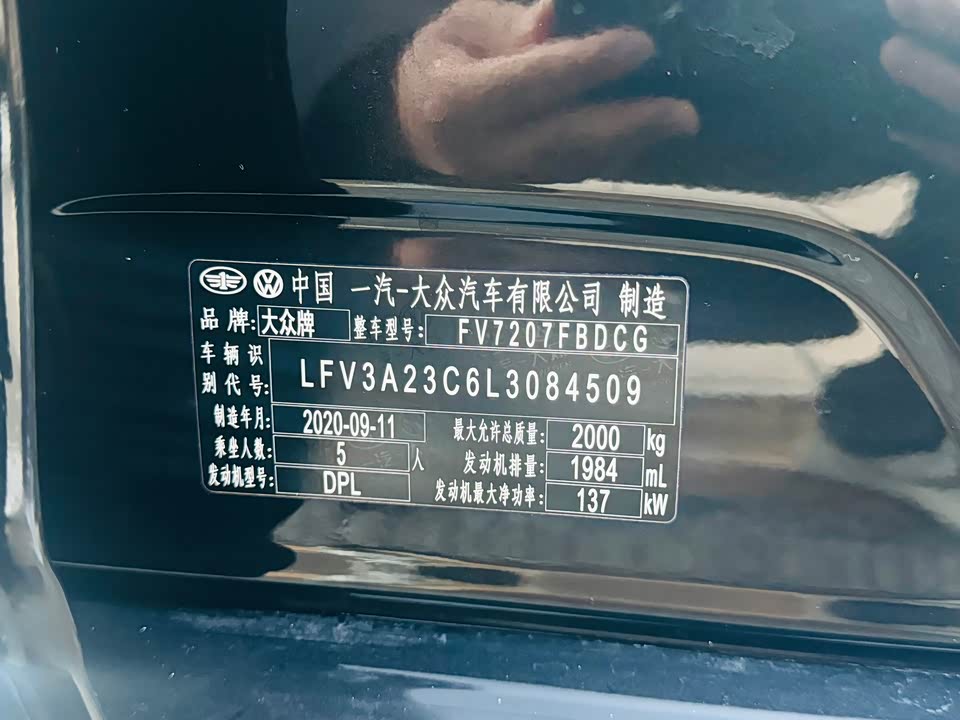 中国 一汽-大众汽车有限公司 制造
品牌: 大众牌 整车型号: FV7207FBDCG
车辆识别代号: LFV3A23C6L3084509
制造年月: 2020-09-11 最大允许总质量: 2000 kg
乘坐人数: 5 人 发动机排量: 1984 mL
发动机型号: DPL 发动机最大净功率: 137 kW